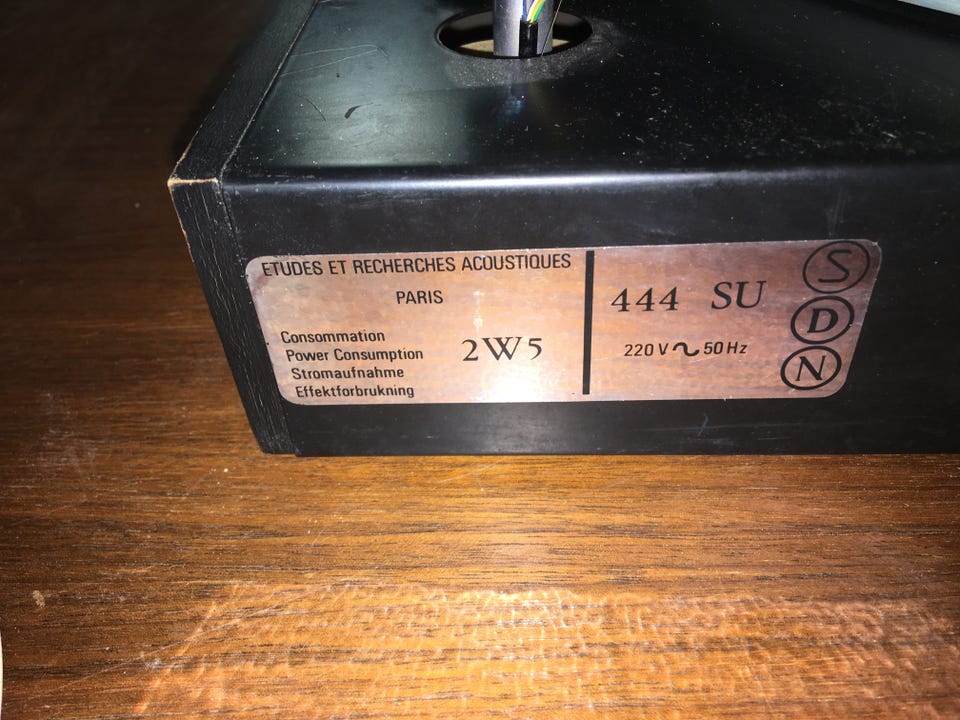 ETUDES ET RECHERCHES ACOUSTIQUES
PARIS
Consommation
Power Consumption
Stromaufnahme
Effektforbrukning
2W5
444 SU
220 V ~ 50 Hz
S
D
N